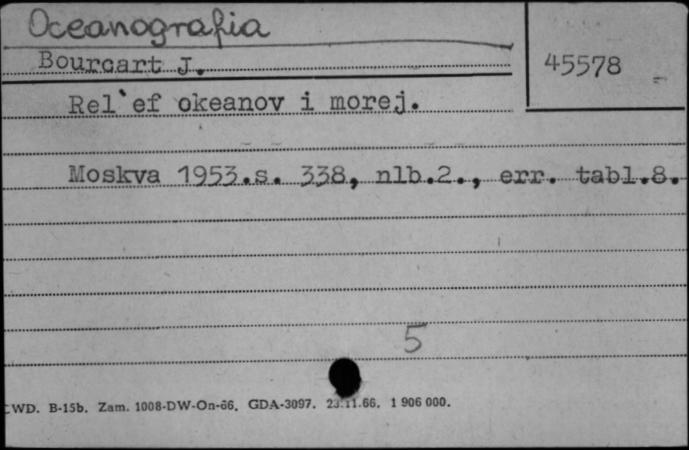 Oceanografia
Bourcart J.
45578
Rel'ef okeanov i morej.
Moskva 1953.s. 338, nlb.2., err. tabl.8.
5
WD. B-15b. Zam. 1008-DW-On-66. GDA-3097. 23.11.66. 1 906 000.